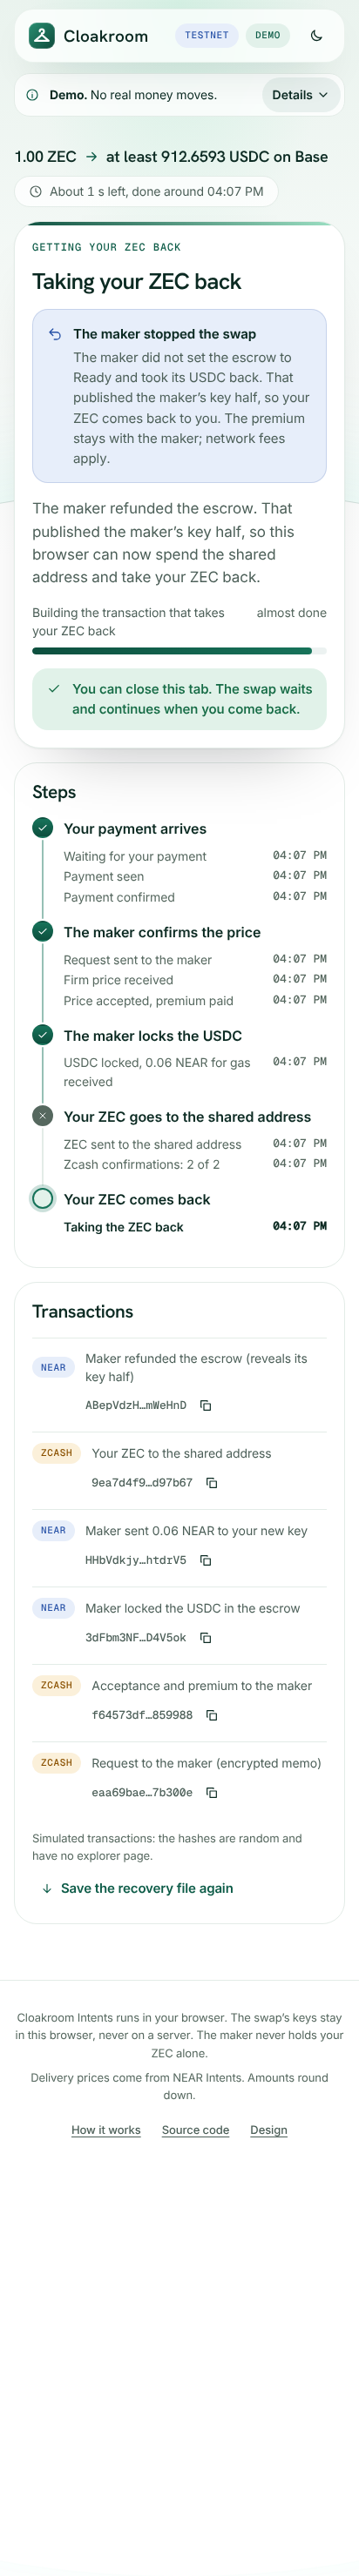 Cloakroom TESTNET DEMO
Demo. No real money moves. Details
1.00 ZEC → at least 912.6593 USDC on Base
About 1 s left, done around 04:07 PM
GETTING YOUR ZEC BACK
Taking your ZEC back
The maker stopped the swap
The maker did not set the escrow to
Ready and took its USDC back. That
published the maker’s key half, so your
ZEC comes back to you. The premium
stays with the maker; network fees
apply.
The maker refunded the escrow. That
published the maker’s key half, so this
browser can now spend the shared
address and take your ZEC back.
Building the transaction that takes almost done
your ZEC back
You can close this tab. The swap waits
and continues when you come back.
Steps
Your payment arrives
Waiting for your payment 04:07 PM
Payment seen 04:07 PM
Payment confirmed 04:07 PM
The maker confirms the price
Request sent to the maker 04:07 PM
Firm price received 04:07 PM
Price accepted, premium paid 04:07 PM
The maker locks the USDC
USDC locked, 0.06 NEAR for gas 04:07 PM
received
Your ZEC goes to the shared address
ZEC sent to the shared address 04:07 PM
Zcash confirmations: 2 of 2 04:07 PM
Your ZEC comes back
Taking the ZEC back 04:07 PM
Transactions
NEAR Maker refunded the escrow (reveals its
key half)
ABepVdzH…mWeHnD
ZCASH Your ZEC to the shared address
9ea7d4f9…d97b67
NEAR Maker sent 0.06 NEAR to your new key
HHbVdkjy…htdrV5
NEAR Maker locked the USDC in the escrow
3dFbm3NF…D4V5ok
ZCASH Acceptance and premium to the maker
f64573df…859988
ZCASH Request to the maker (encrypted memo)
eaa69bae…7b300e
Simulated transactions: the hashes are random and
have no explorer page.
Save the recovery file again
Cloakroom Intents runs in your browser. The swap’s keys stay
in this browser, never on a server. The maker never holds your
ZEC alone.
Delivery prices come from NEAR Intents. Amounts round
down.
How it works Source code Design